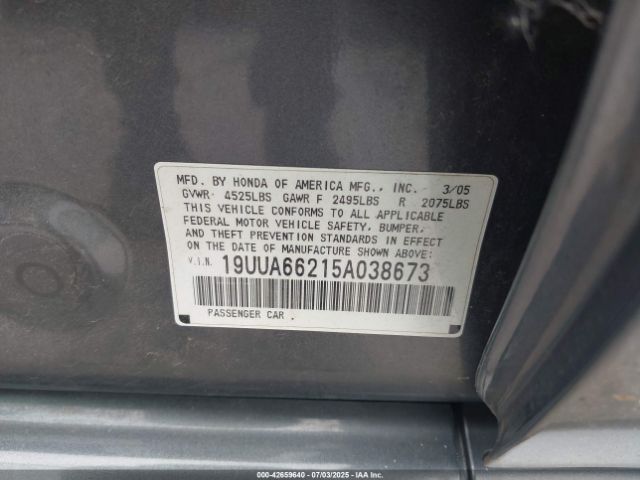 MFD. BY HONDA OF AMERICA MFG., INC. 3/05
GVWR 4525LBS GAWR F 2495LBS R 2075LBS
THIS VEHICLE CONFORMS TO ALL APPLICABLE
FEDERAL MOTOR VEHICLE SAFETY, BUMPER,
AND THEFT PREVENTION STANDARDS IN EFFECT
ON THE DATE OF MANUFACTURE SHOWN ABOVE:
V.I.N. 19UUA66215A038673
PASSENGER CAR
000-42659640 07/03/2025 IAA Inc.